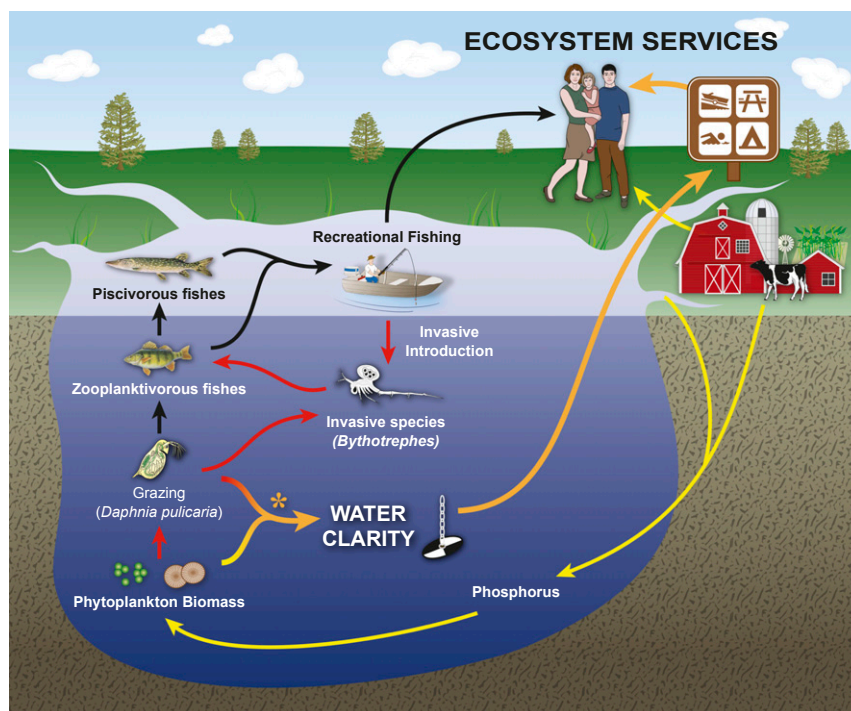 ECOSYSTEM SERVICES
Recreational Fishing
Piscivorous fishes
Invasive
Introduction
Zooplanktivorous fishes
Invasive species
(Bythotrephes)
Grazing
(Daphnia pulicaria)
*
WATER
CLARITY
Phytoplankton Biomass
Phosphorus